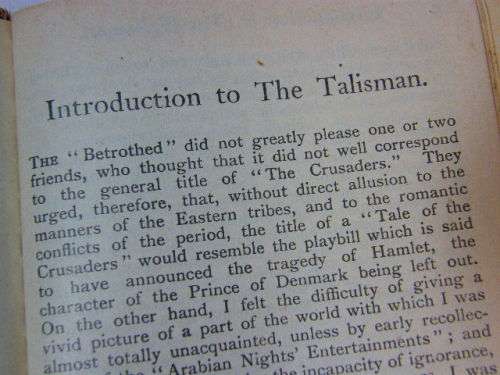 Introduction to The Talisman.
THE "Betrothed" did not greatly please one or two
friends, who thought that it did not well correspond
to the general title of "The Crusaders." They
urged, therefore, that, without direct allusion to the
manners of the Eastern tribes, and to the romantic
conflicts of the period, the title of a "Tale of the
Crusaders" would resemble the playbill which is said
to have announced the tragedy of Hamlet, the
character of the Prince of Denmark being left out.
On the other hand, I felt the difficulty of giving a
vivid picture of a part of the world with which I was
almost totally unacquainted, unless by early recollec-
of the "Arabian Nights' Entertainments"; and
the incapacity of ignorance,
I was